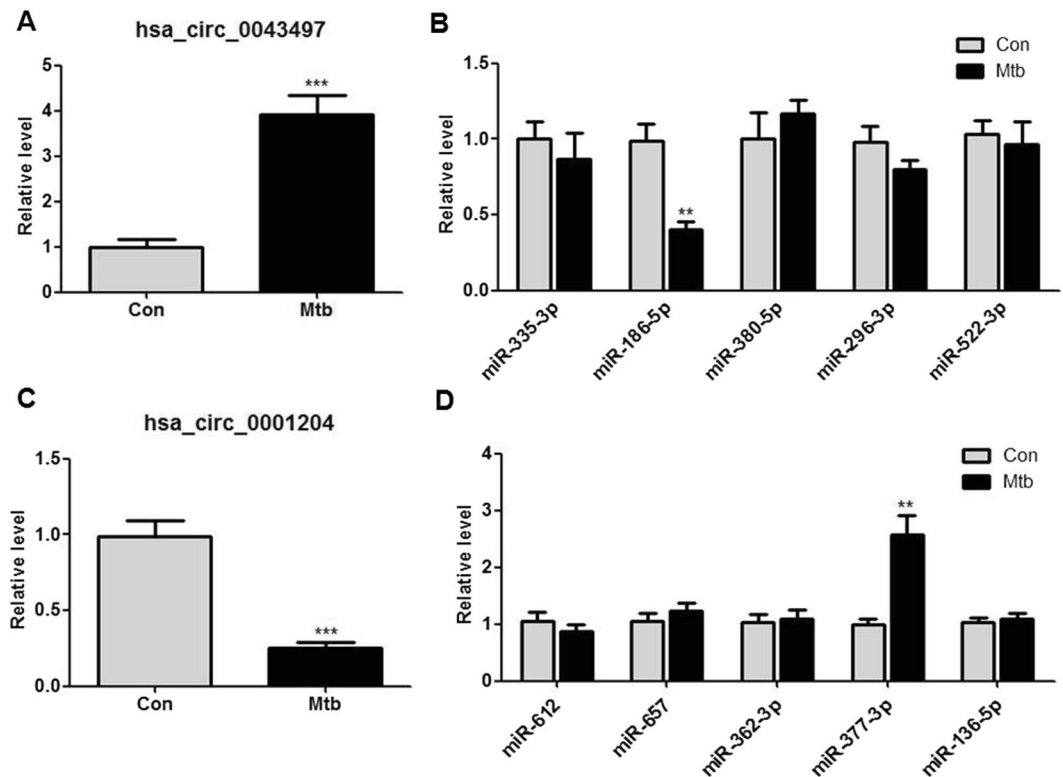 A
hsa_circ_0043497
Relative level
5
4
3
2
1
0
***
Con
Mtb
B
Con
Mtb
Relative level
1.5
1.0
0.5
0.0
**
miR-335-3p
miR-186-5p
miR-380-5p
miR-296-3p
miR-522-3p
C
hsa_circ_0001204
Relative level
1.5
1.0
0.5
0.0
***
Con
Mtb
D
Con
Mtb
Relative level
4
3
2
1
0
**
miR-612
miR-657
miR-362-3p
miR-377-3p
miR-136-5p